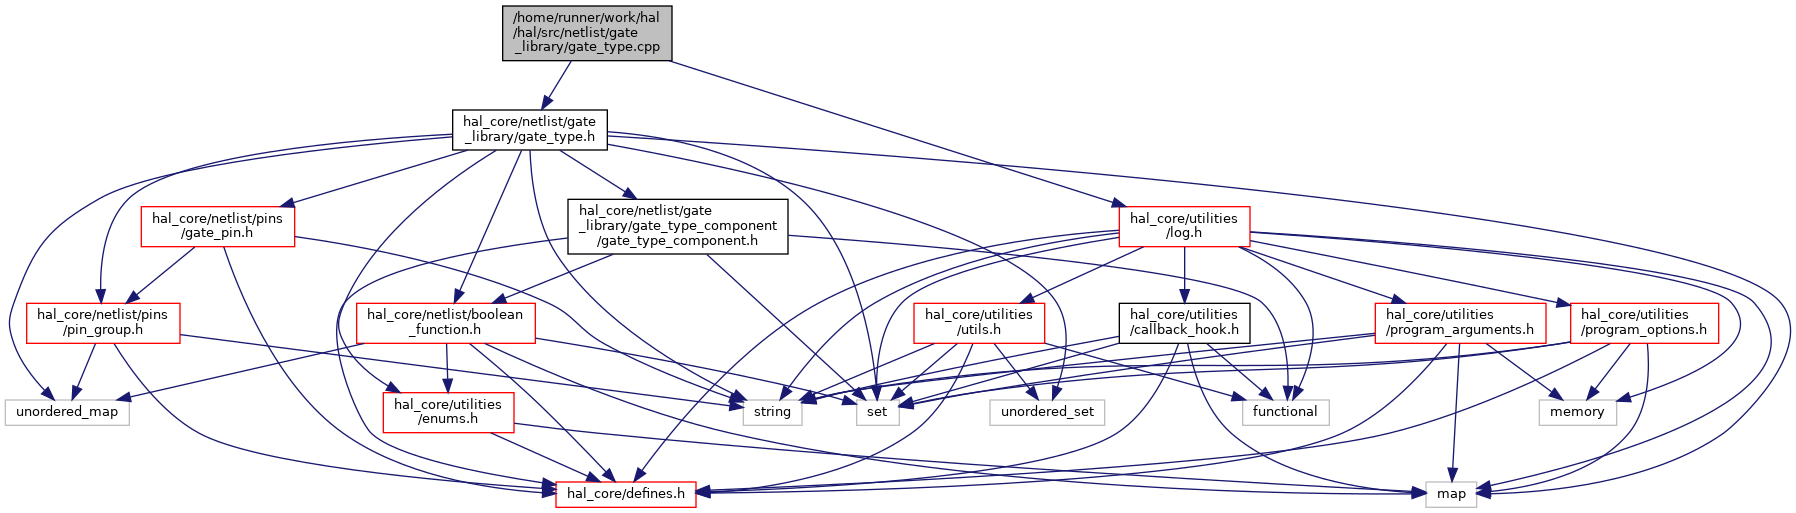 /home/runner/work/hal
/hal/src/netlist/gate
_library/gate_type.cpp
hal_core/netlist/gate
_library/gate_type.h
hal_core/netlist/pins
/gate_pin.h
hal_core/netlist/gate
_library/gate_type_component
/gate_type_component.h
hal_core/utilities
/log.h
hal_core/netlist/pins
/pin_group.h
hal_core/netlist/boolean
_function.h
hal_core/utilities
/utils.h
hal_core/utilities
/callback_hook.h
hal_core/utilities
/program_arguments.h
hal_core/utilities
/program_options.h
unordered_map
hal_core/utilities
/enums.h
string
set
unordered_set
functional
memory
hal_core/defines.h
map